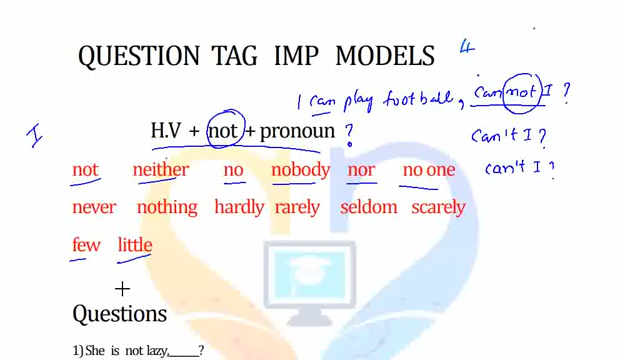 QUESTION TAG IMP MODELS 4
I can play football, can not I ?
I H.V + not + pronoun ? can't I ?
not neither no nobody nor no one can't I ?
never nothing hardly rarely seldom scarely
few little
Questions
1) She is not lazy,_____?